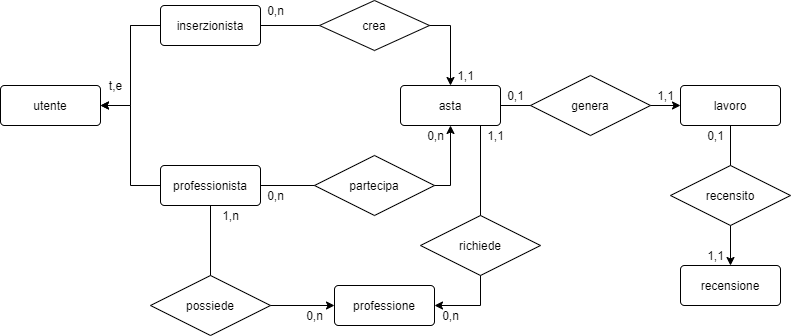 0,n
inserzionista
crea
t,e
1,1
utente
asta
0,1
genera
1,1
lavoro
0,n
1,1
0,1
professionista
0,n
partecipa
recensito
1,n
richiede
1,1
possiede
professione
recensione
0,n
0,n